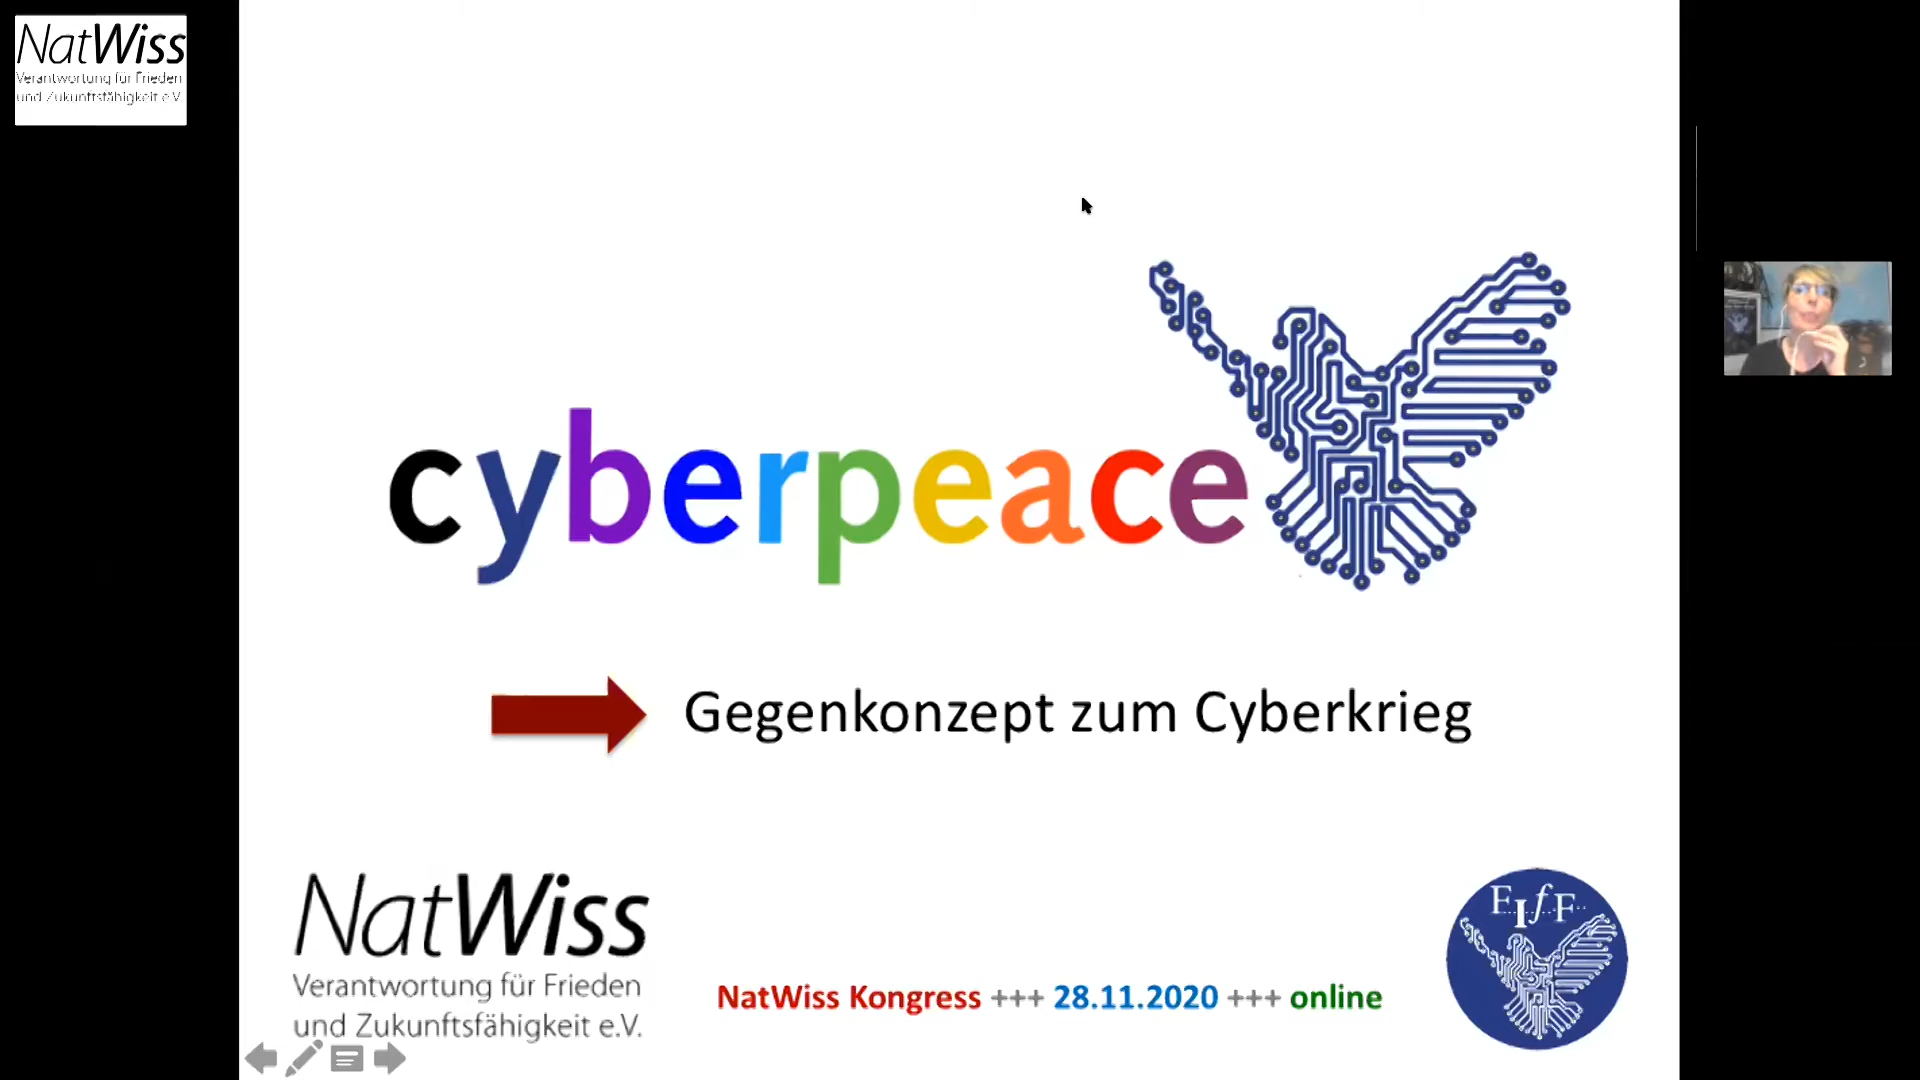 NatWiss
Verantwortung für Frieden
und Zukunftsfähigkeit e.V.
cyberpeace
Gegenkonzept zum Cyberkrieg
NatWiss
Verantwortung für Frieden
und Zukunftsfähigkeit e.V.
NatWiss Kongress +++ 28.11.2020 +++ online
FIfF